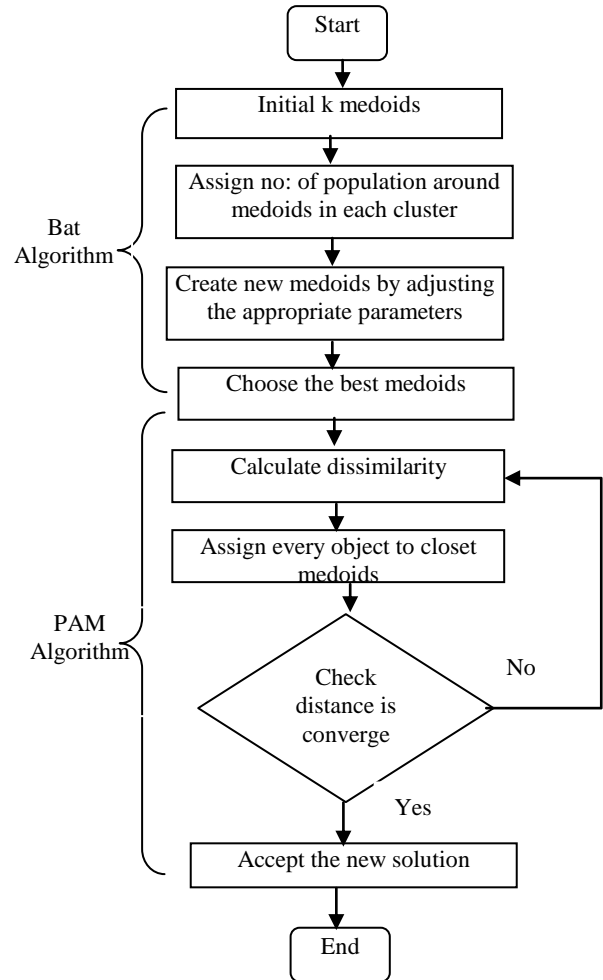 Start
Initial k medoids
Assign no: of population around
medoids in each cluster
Bat
Algorithm
Create new medoids by adjusting
the appropriate parameters
Choose the best medoids
Calculate dissimilarity
Assign every object to closet
medoids
PAM
Algorithm
Check
distance is
converge
No
Yes
Accept the new solution
End